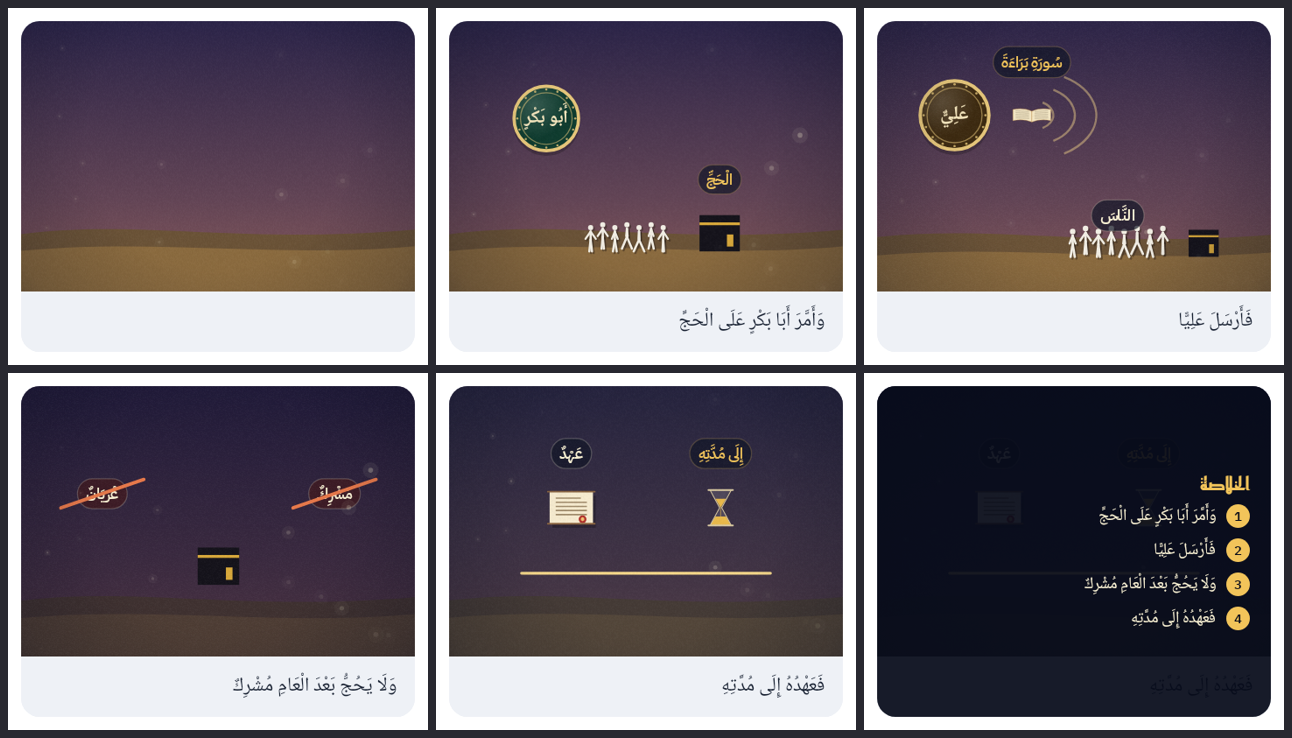 أَبُو بَكْرٍ
الْحَجِّ
وَأَمَّرَ أَبَا بَكْرٍ عَلَى الْحَجِّ
سُورَةِ بَرَاءَةَ
عَلِيٌّ
النَّاسَ
فَأَرْسَلَ عَلِيًّا
مُشْرِكٌ
عُرْيَانٌ
وَلَا يَحُجُّ بَعْدَ الْعَامِ مُشْرِكٌ
إِلَى مُدَّتِهِ
عَهْدٌ
فَعَهْدُهُ إِلَى مُدَّتِهِ
إِلَى مُدَّتِهِ
عَهْدٌ
الخلاصة
1 وَأَمَّرَ أَبَا بَكْرٍ عَلَى الْحَجِّ
2 فَأَرْسَلَ عَلِيًّا
3 وَلَا يَحُجُّ بَعْدَ الْعَامِ مُشْرِكٌ
4 فَعَهْدُهُ إِلَى مُدَّتِهِ
فَعَهْدُهُ إِلَى مُدَّتِهِ